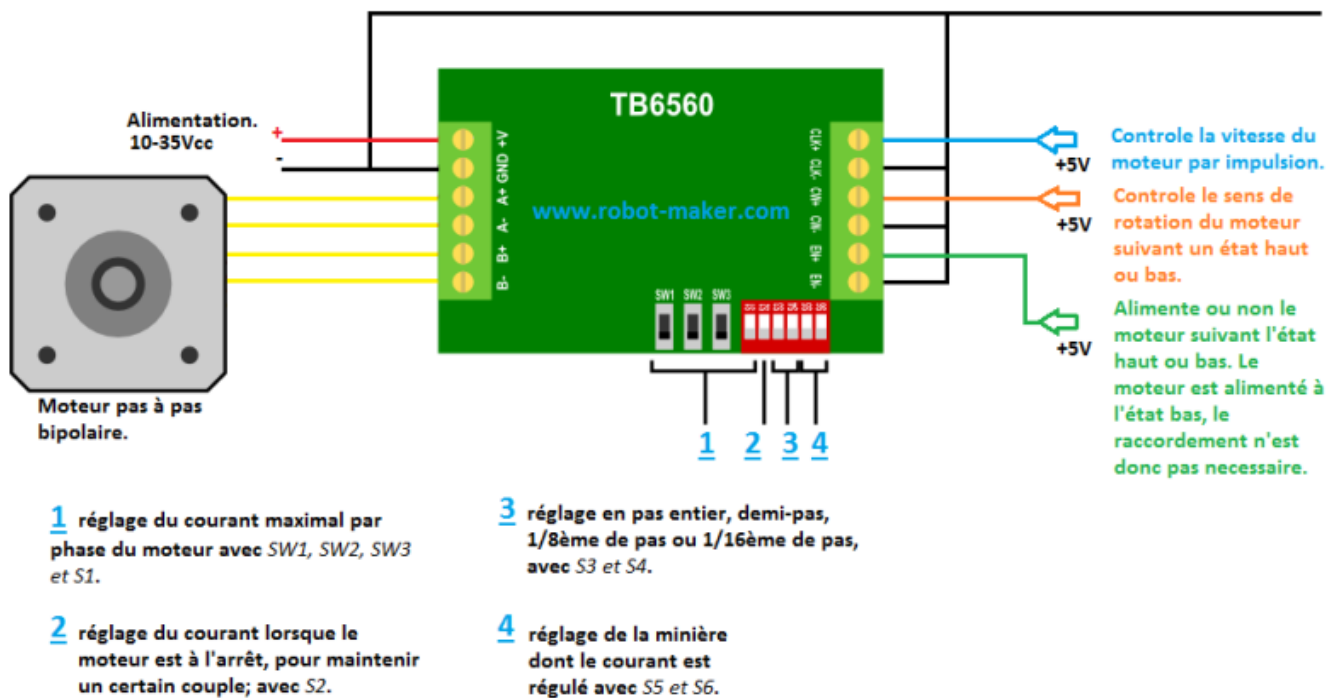 TB6560
Alimentation.
10-35Vcc
+
-
+V
GND
A+
A-
B+
B-
CLK+
CLK-
CW+
CW-
EN+
EN-
www.robot-maker.com
SW1 SW2 SW3
S1 S2 S3
+5V
+5V
+5V
Controle la vitesse du
moteur par impulsion.
Controle le sens de
rotation du moteur
suivant un état haut
ou bas.
Alimente ou non le
moteur suivant l'état
haut ou bas. Le
moteur est alimenté à
l'état bas, le
raccordement n'est
donc pas necessaire.
Moteur pas à pas
bipolaire.
1 2 3 4
1 réglage du courant maximal par
phase du moteur avec SW1, SW2, SW3
et S1.
2 réglage du courant lorsque le
moteur est à l'arrêt, pour maintenir
un certain couple; avec S2.
3 réglage en pas entier, demi-pas,
1/8ème de pas ou 1/16ème de pas,
avec S3 et S4.
4 réglage de la minière
dont le courant est
régulé avec S5 et S6.